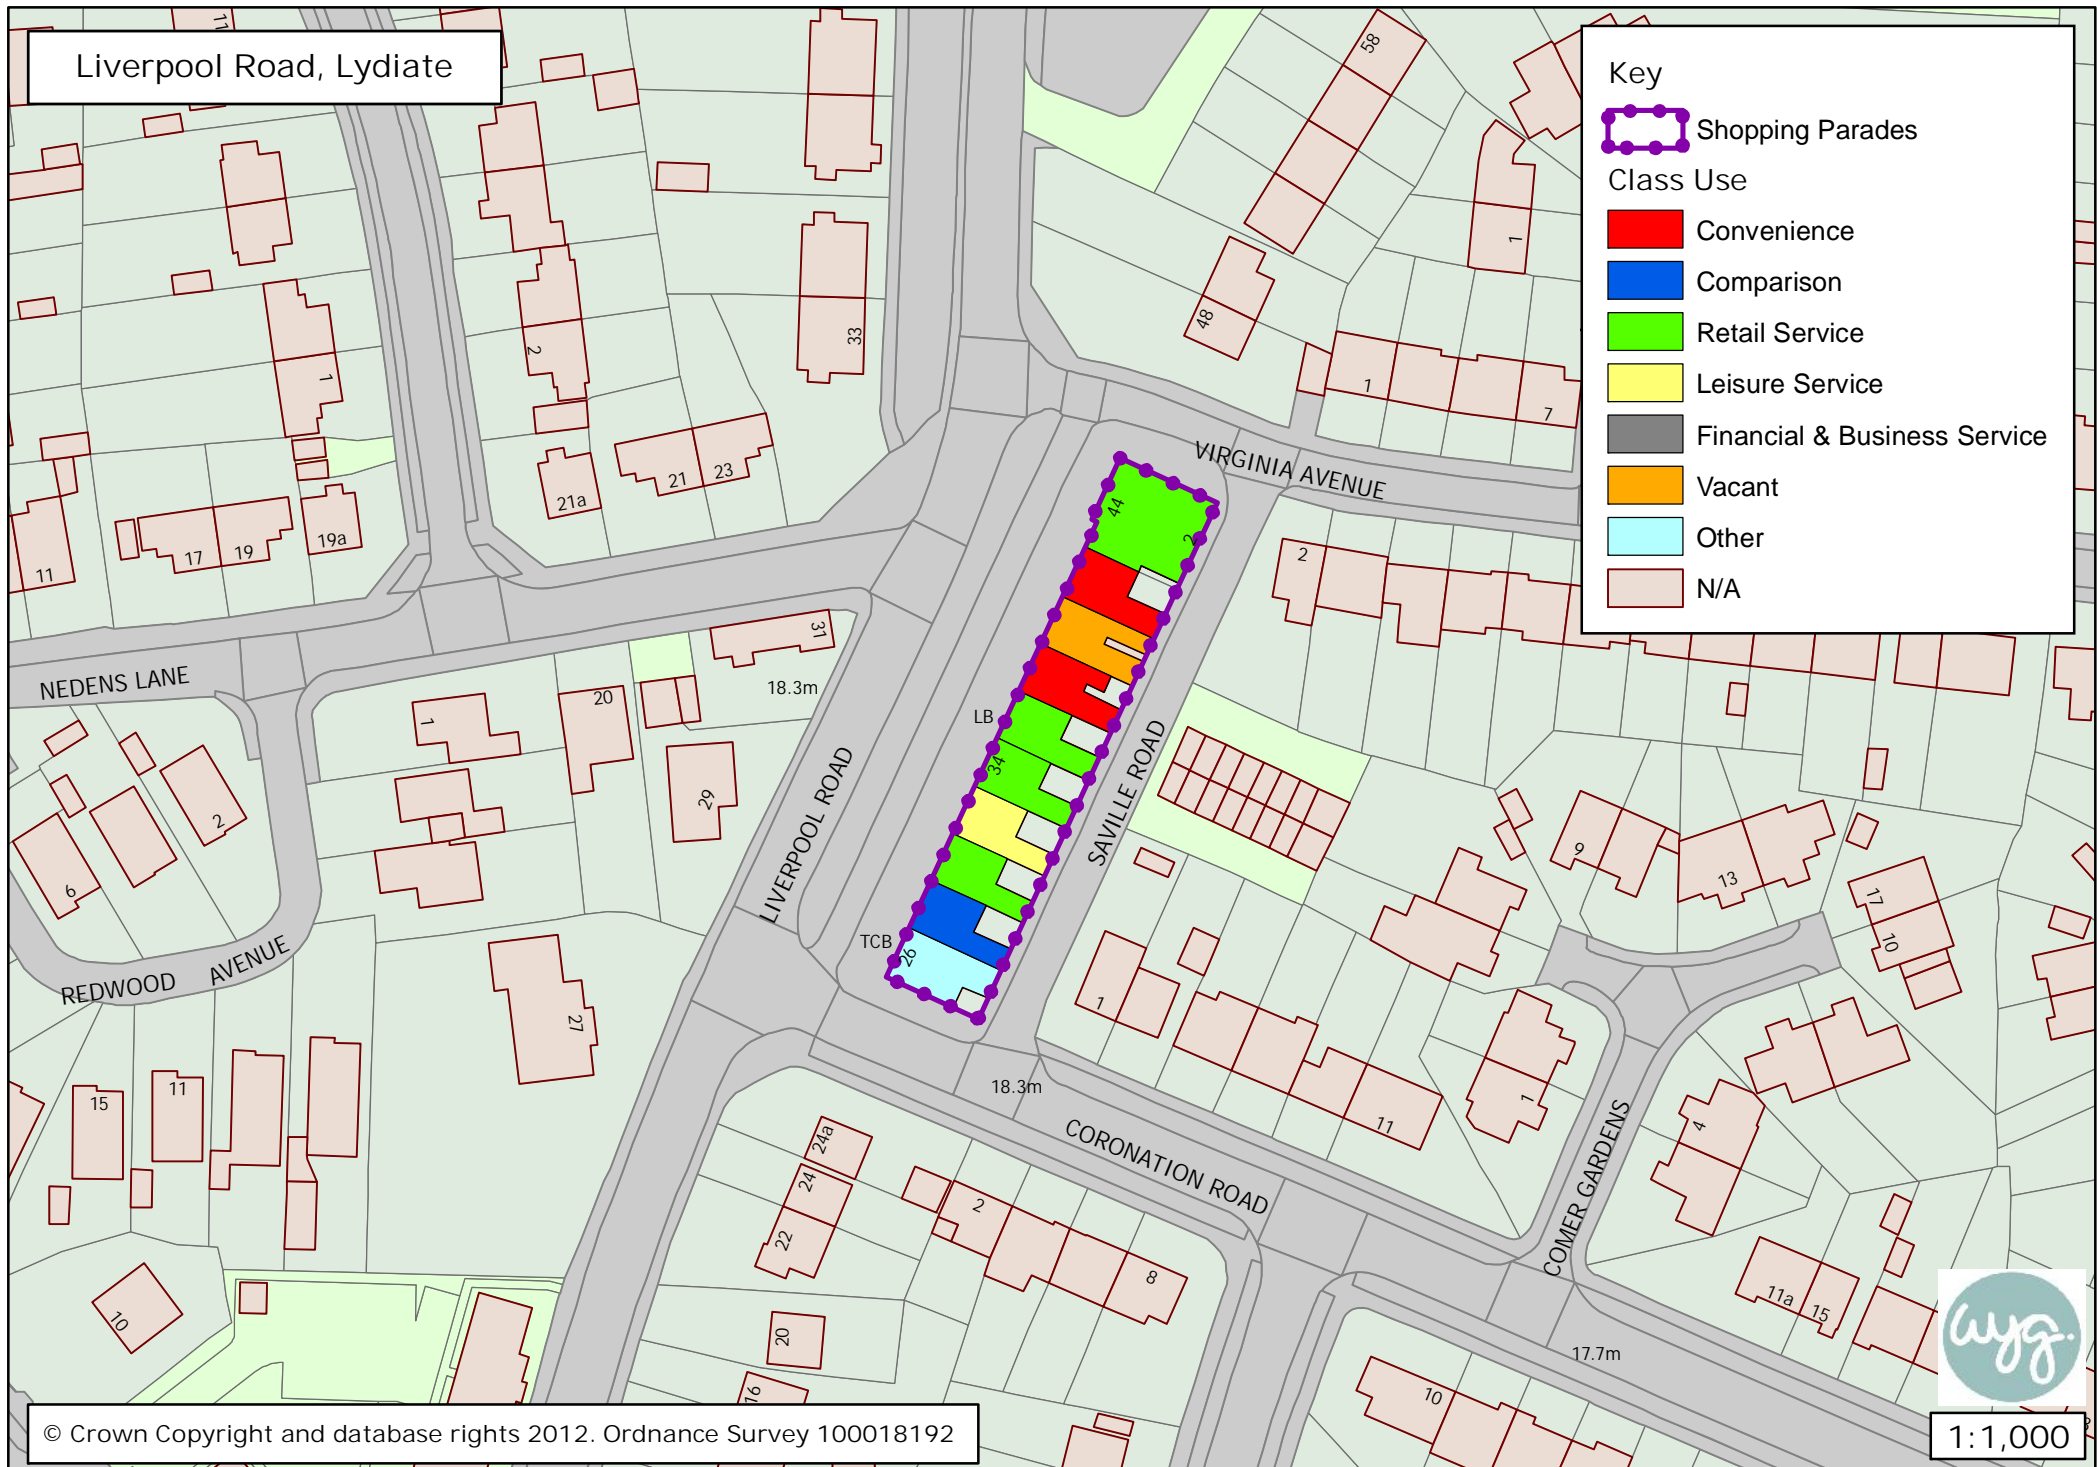 Liverpool Road, Lydiate
Key
Shopping Parades
Class Use
Convenience
Comparison
Retail Service
Leisure Service
Financial & Business Service
Vacant
Other
N/A
11
58
1
48
33
2
1
1
7
VIRGINIA AVENUE
44
2
2
21
23
21a
17
19
19a
11
31
NEDENS LANE
18.3m
20
1
LB
34
29
2
6
LIVERPOOL ROAD
SAVILLE ROAD
9
13
17
10
TCB
26
REDWOOD AVENUE
27
1
18.3m
15
11
11
1
4
CORONATION ROAD
COMER GARDENS
24a
24
22
2
8
10
20
16
11a
15
17.7m
10
wyg.
© Crown Copyright and database rights 2012. Ordnance Survey 100018192
1:1,000